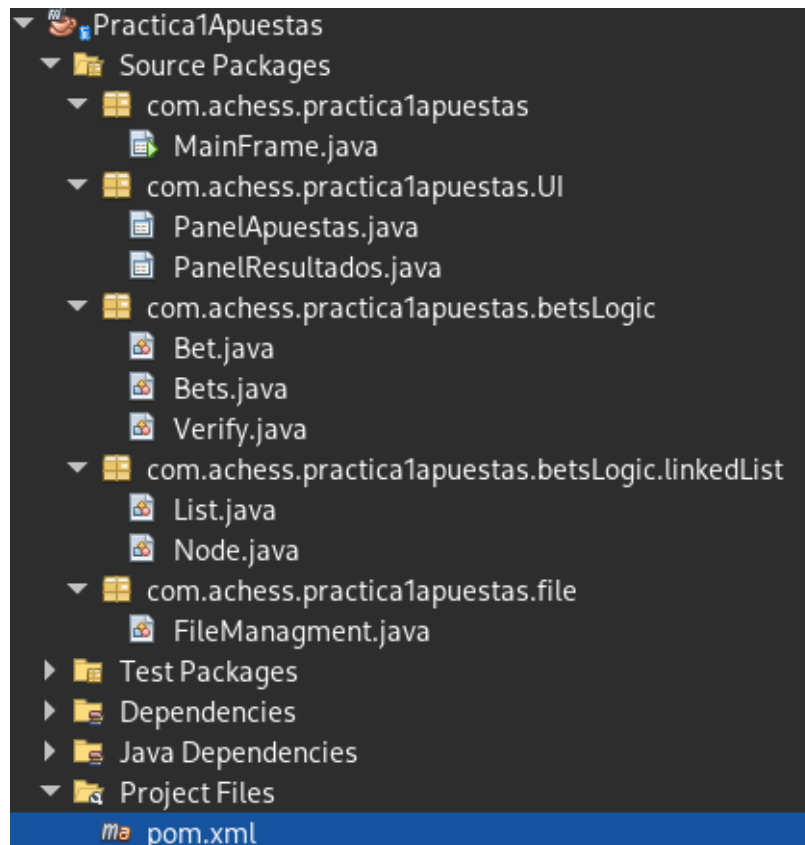 Practica1Apuestas
Source Packages
com.achess.practica1apuestas
MainFrame.java
com.achess.practica1apuestas.UI
PanelApuestas.java
PanelResultados.java
com.achess.practica1apuestas.betsLogic
Bet.java
Bets.java
Verify.java
com.achess.practica1apuestas.betsLogic.linkedList
List.java
Node.java
com.achess.practica1apuestas.file
FileManagment.java
Test Packages
Dependencies
Java Dependencies
Project Files
pom.xml